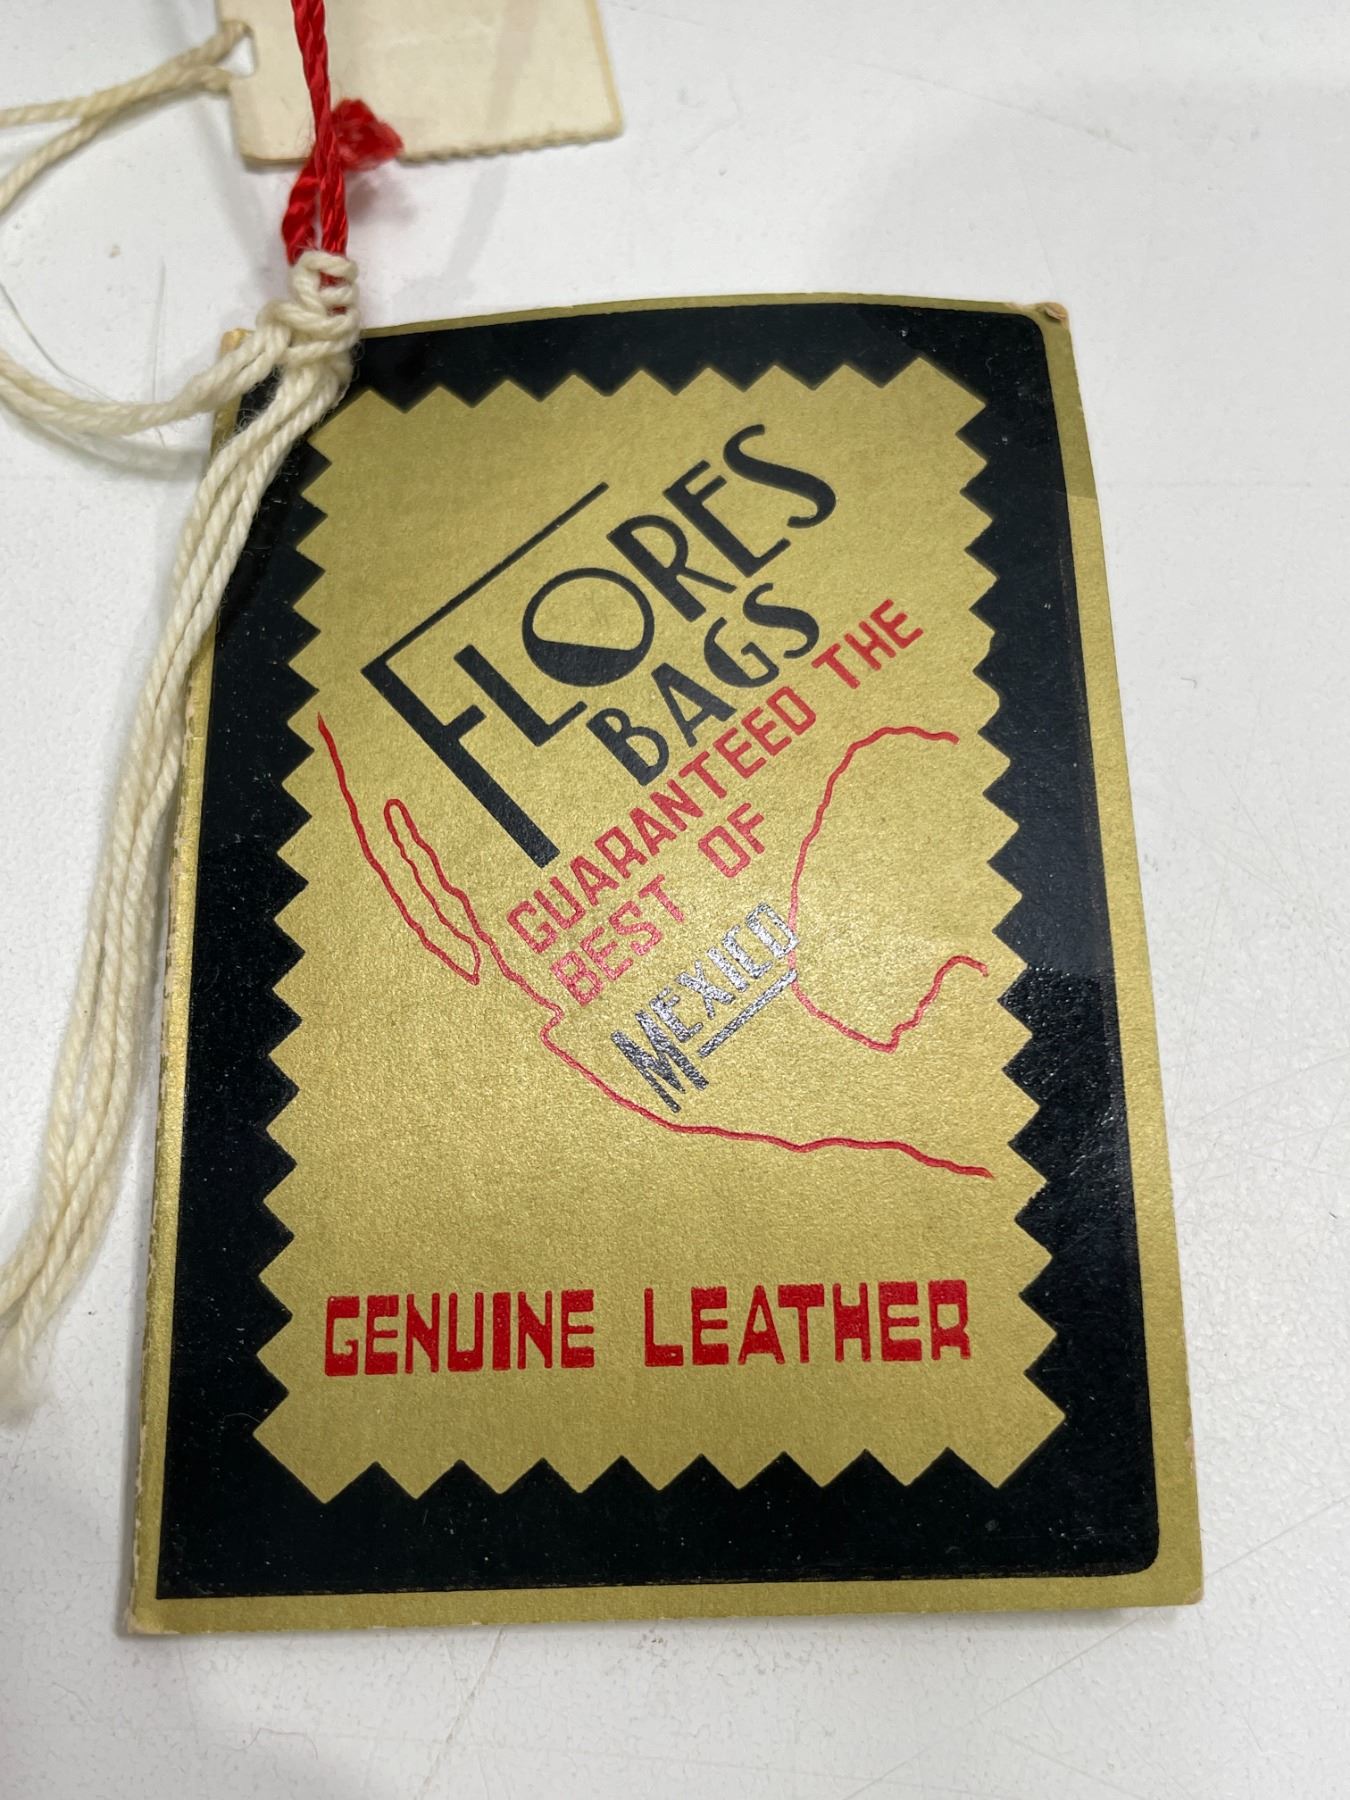 FLORES
BAGS
GUARANTEED THE
BEST OF
MEXICO
GENUINE LEATHER